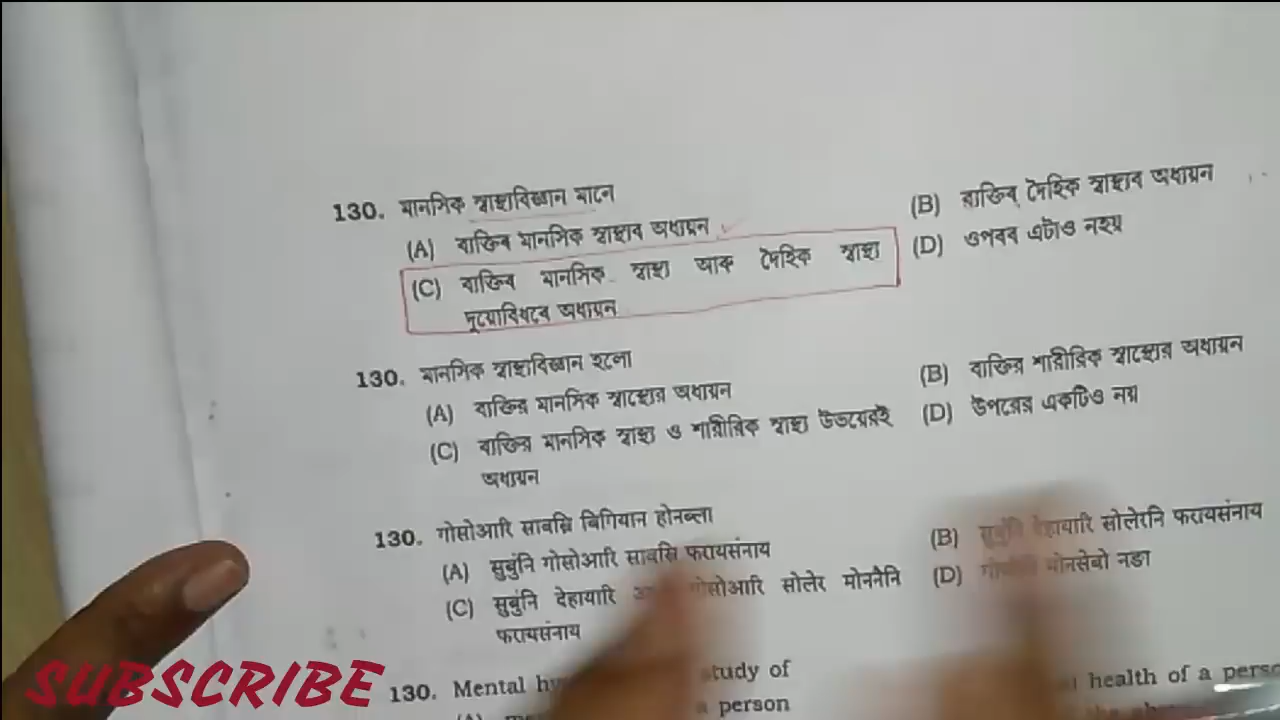 130. মানসিক স্বাস্থ্যবিজ্ঞান মানে
(A) ব্যক্তিৰ মানসিক স্বাস্থ্যৰ অধ্যয়ন
(B) ব্যক্তিৰ দৈহিক স্বাস্থ্যৰ অধ্যয়ন
(C) ব্যক্তিৰ মানসিক স্বাস্থ্য আৰু দৈহিক স্বাস্থ্য
দুয়োবিধৰে অধ্যয়ন
(D) ওপৰৰ এটাও নহয়
130. মানসিক স্বাস্থ্যবিজ্ঞান হলো
(A) ব্যক্তির মানসিক স্বাস্থ্যের অধ্যয়ন
(B) ব্যক্তির শারীরিক স্বাস্থ্যের অধ্যয়ন
(C) ব্যক্তির মানসিক স্বাস্থ্য ও শারীরিক স্বাস্থ্য উভয়েরই
অধ্যয়ন
(D) উপরের একটিও নয়
130. गोसोआरि सावस्रि बिगियान होनब्ला
(A) सुबुंनि गोसोआरि सावस्रि फरायसंनाय
(B) सुबुंनि देहायारि सोलेरनि फरायसंनाय
(C) सुबुंनि देहायारि गोसोआरि सोलेर मोननैनि
फरायसंनाय
(D) मोनसेबो नङा
130. Mental study of
health of a
(A) a person
SUBSCRIBE